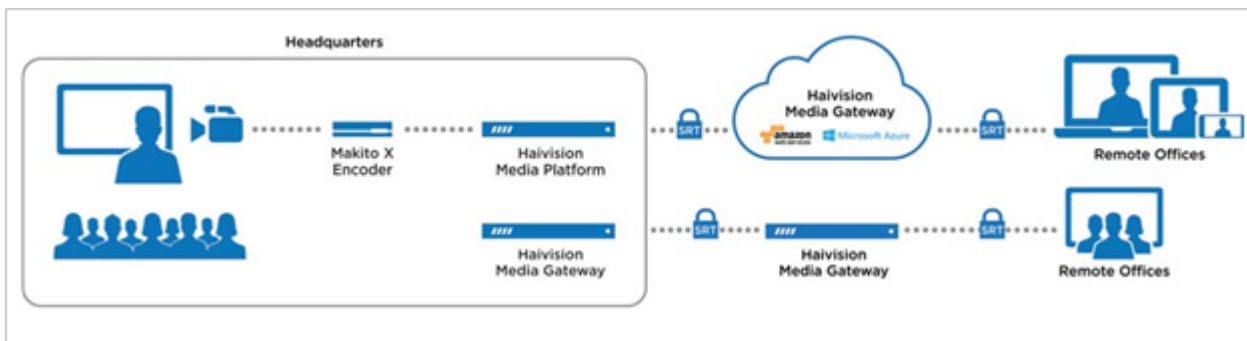 Headquarters
Makito X
Encoder
Haivision
Media Platform
SRT
Haivision
Media Gateway
amazon
web services
Microsoft Azure
SRT
Remote Offices
Haivision
Media Gateway
SRT
Haivision
Media Gateway
SRT
Remote Offices